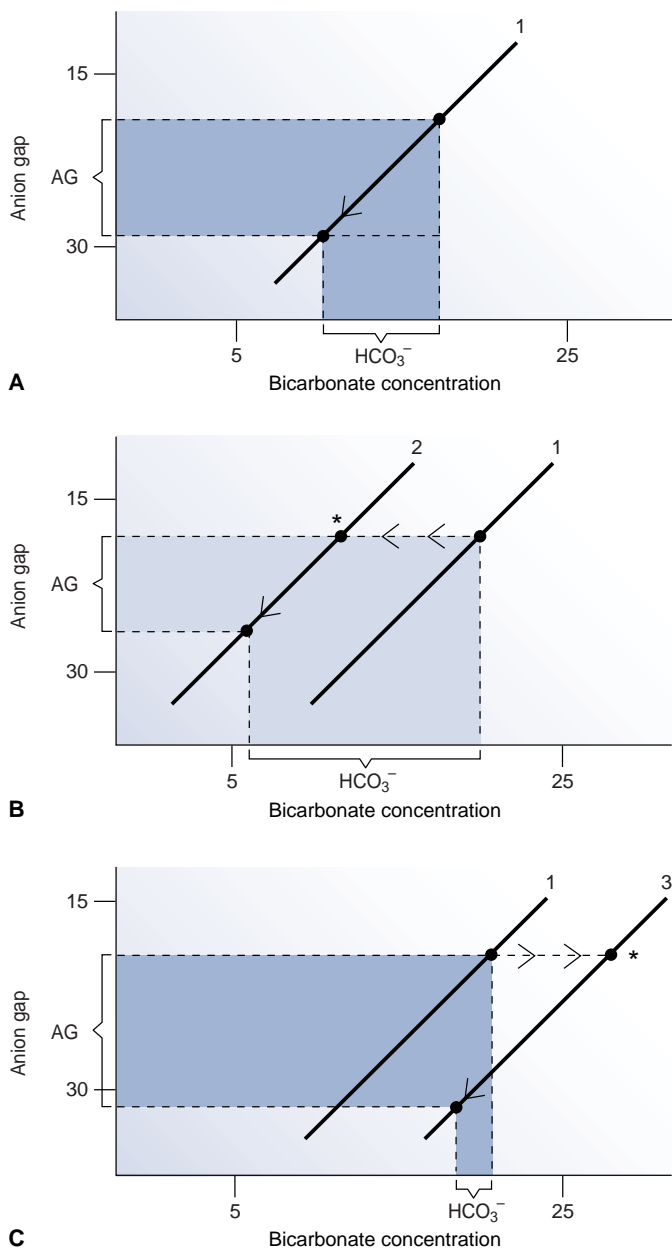 1
15
Anion gap
AG
30
HCO₃⁻
5
25
A
Bicarbonate concentration
2
1
15
*
Anion gap
AG
30
HCO₃⁻
5
25
B
Bicarbonate concentration
1
3
15
*
Anion gap
AG
30
HCO₃⁻
5
25
C
Bicarbonate concentration